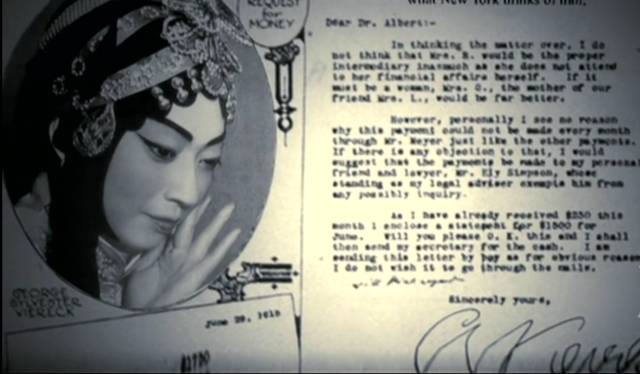 what New York thinks of him,
REQUEST
for
MONEY
Dear Dr. Albert:-
In thinking the matter over, I do
not think that Mrs. R. would be the proper
intermediary inasmuch as she does not attend
to her financial affairs herself. If it
must be a woman, Mrs. G., the mother of our
friend Mrs. L., would be far better.
However, personally I see no reason
why this payment could not be made every month
through Mr. Meyer just like the other payments.
If there is any objection to that, I would
suggest that the payments be made to my personal
friend and lawyer, Mr. Ely Simpson, whose
standing as my legal adviser exempts him from
any possible inquiry.
As I have already received $250 this
month I enclose a statement for $1500 for
June. Will you please O. K. this and I shall
then send my secretary for the cash. I am
sending this letter by boy as for obvious reasons
I do not wish it to go through the mails.
Sincerely yours,
GEORGE
SYLVESTER
VIERECK
June 29, 1915